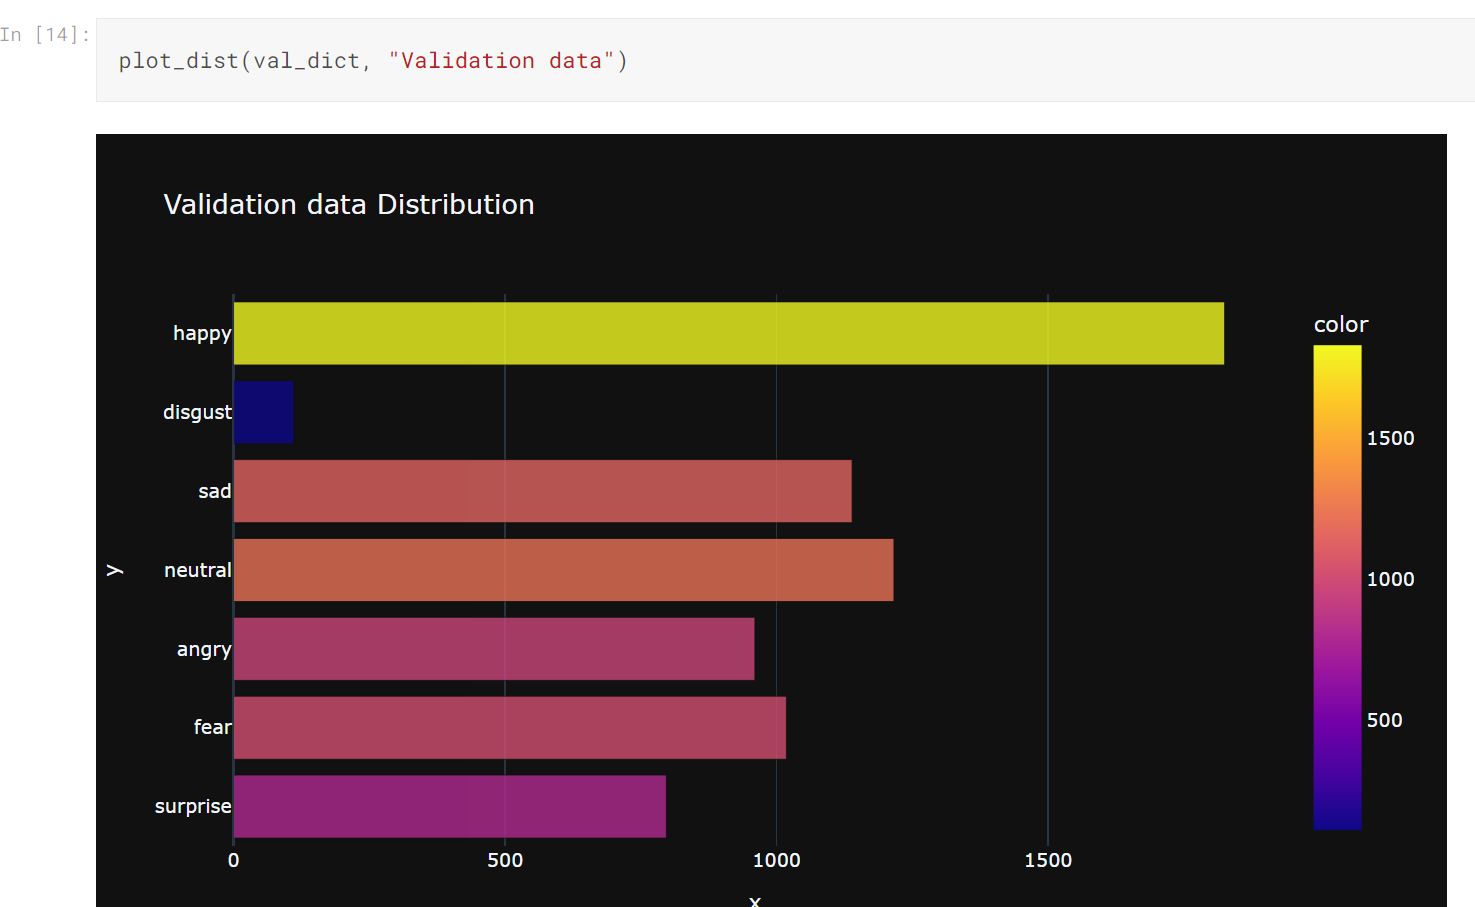 In [14]:
plot_dist(val_dict, "Validation data")
Validation data Distribution
color
happy
disgust
sad
neutral
angry
fear
surprise
y
0 500 1000 1500
x
1500
1000
500